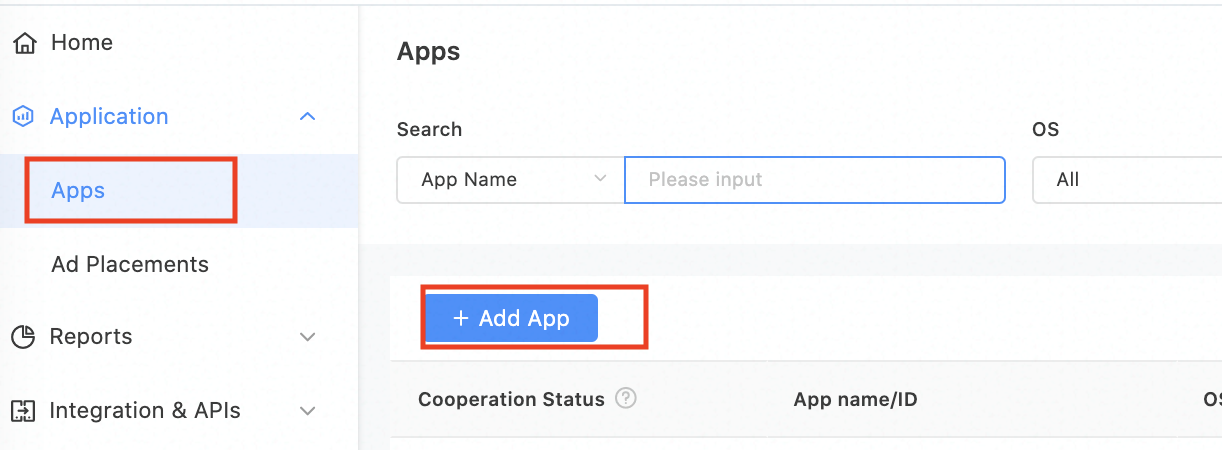 Home
Application
Apps
Ad Placements
Reports
Integration & APIs
Apps
Search
OS
App Name
Please input
All
+ Add App
Cooperation Status ?
App name/ID